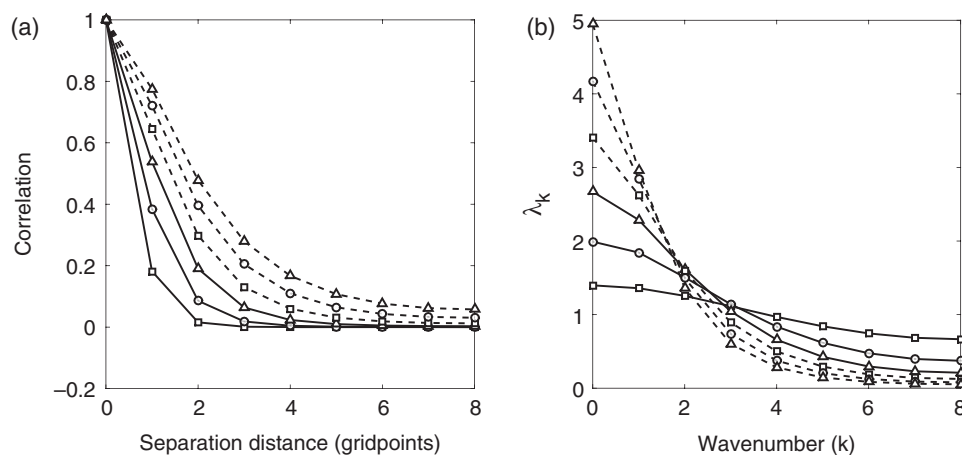 (a)
Correlation
1
0.8
0.6
0.4
0.2
0
−0.2
0 2 4 6 8
Separation distance (gridpoints)
(b)
λk
5
4
3
2
1
0
0 2 4 6 8
Wavenumber (k)